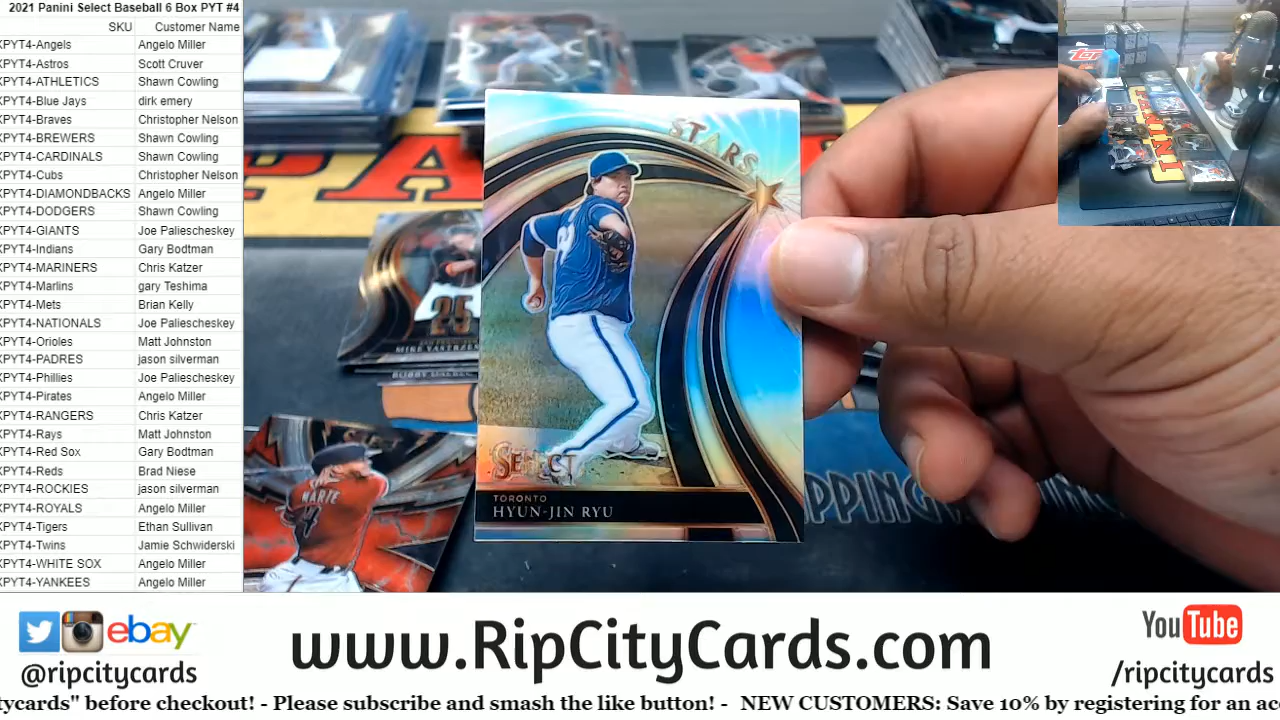 2021 Panini Select Baseball 6 Box PYT #4
SKU Customer Name
XPYT4-Angels Angelo Miller
XPYT4-Astros Scott Cruver
XPYT4-ATHLETICS Shawn Cowling
XPYT4-Blue Jays dirk emery
XPYT4-Braves Christopher Nelson
XPYT4-BREWERS Shawn Cowling
XPYT4-CARDINALS Shawn Cowling
XPYT4-Cubs Christopher Nelson
XPYT4-DIAMONDBACKS Angelo Miller
XPYT4-DODGERS Shawn Cowling
XPYT4-GIANTS Joe Paliescheskey
XPYT4-Indians Gary Bodtman
XPYT4-MARINERS Chris Katzer
XPYT4-Marlins gary Teshima
XPYT4-Mets Brian Kelly
XPYT4-NATIONALS Joe Paliescheskey
XPYT4-Orioles Matt Johnston
XPYT4-PADRES jason silverman
XPYT4-Phillies Joe Paliescheskey
XPYT4-Pirates Angelo Miller
XPYT4-RANGERS Chris Katzer
XPYT4-Rays Matt Johnston
XPYT4-Red Sox Gary Bodtman
XPYT4-Reds Brad Niese
XPYT4-ROCKIES jason silverman
XPYT4-ROYALS Angelo Miller
XPYT4-Tigers Ethan Sullivan
XPYT4-Twins Jamie Schwiderski
XPYT4-WHITE SOX Angelo Miller
XPYT4-YANKEES Angelo Miller
STARS
SELECT
TORONTO
HYUN-JIN RYU
25
MIKE YASTRZEM
BOBBY DALBEC
MARTE
4
PPING
topps
PANINI
ebay
@ripcitycards
www.RipCityCards.com
YouTube
/ripcitycards
tycards" before checkout! - Please subscribe and smash the like button! - NEW CUSTOMERS: Save 10% by registering for an acc